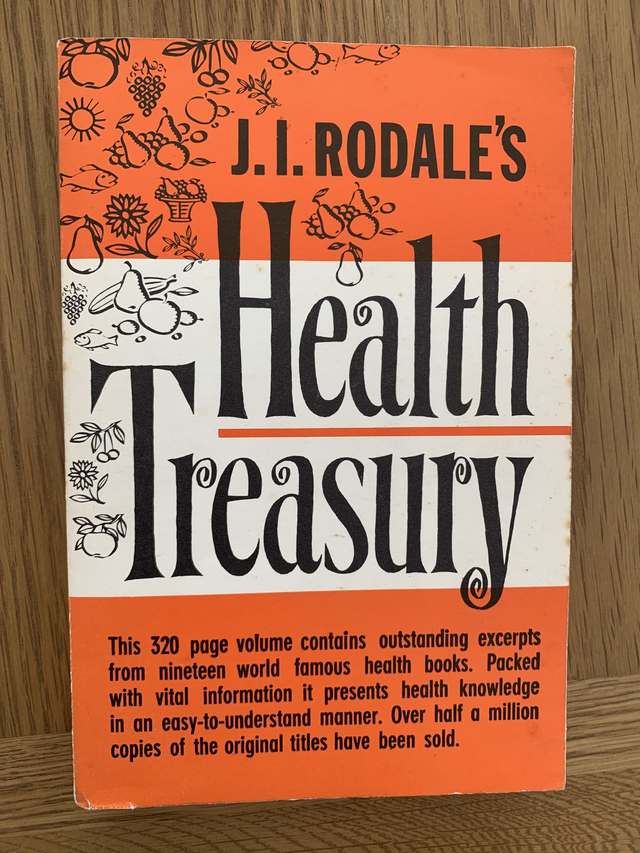 J.I. RODALE'S
Health
Treasury
This 320 page volume contains outstanding excerpts
from nineteen world famous health books. Packed
with vital information it presents health knowledge
in an easy-to-understand manner. Over half a million
copies of the original titles have been sold.